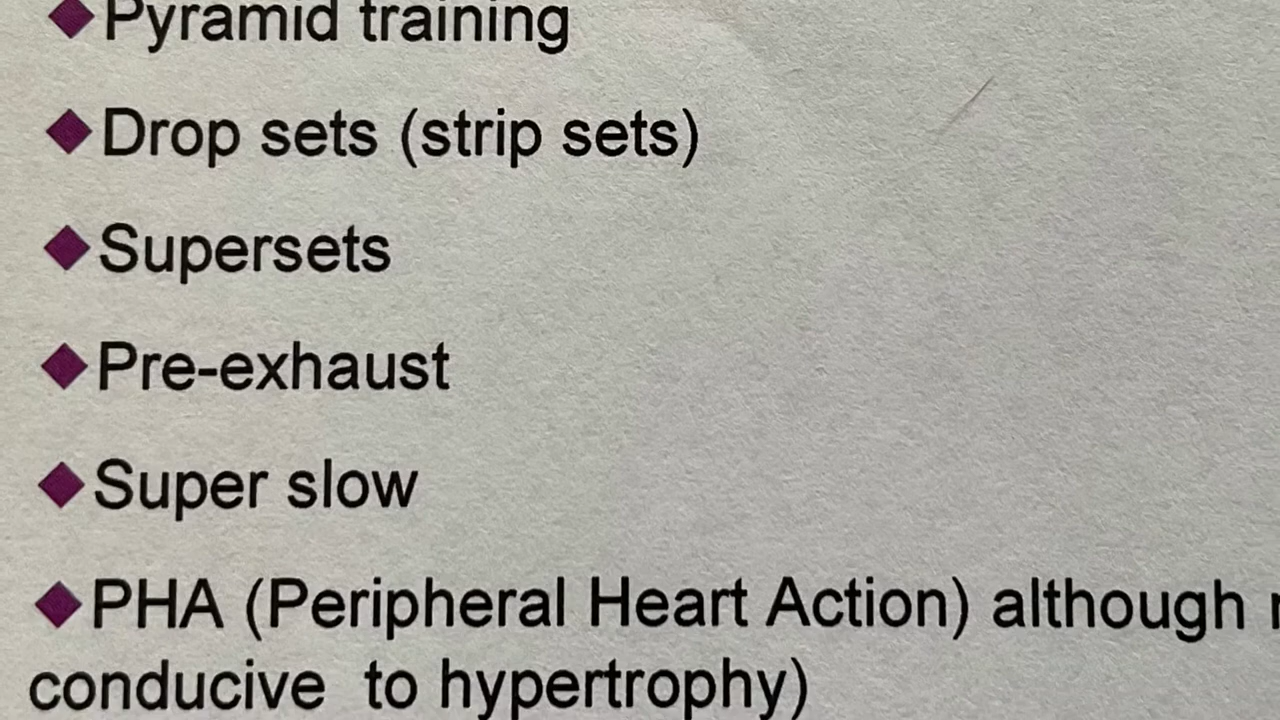 ◆Pyramid training
◆Drop sets (strip sets)
◆Supersets
◆Pre-exhaust
◆Super slow
◆PHA (Peripheral Heart Action) although
conducive to hypertrophy)